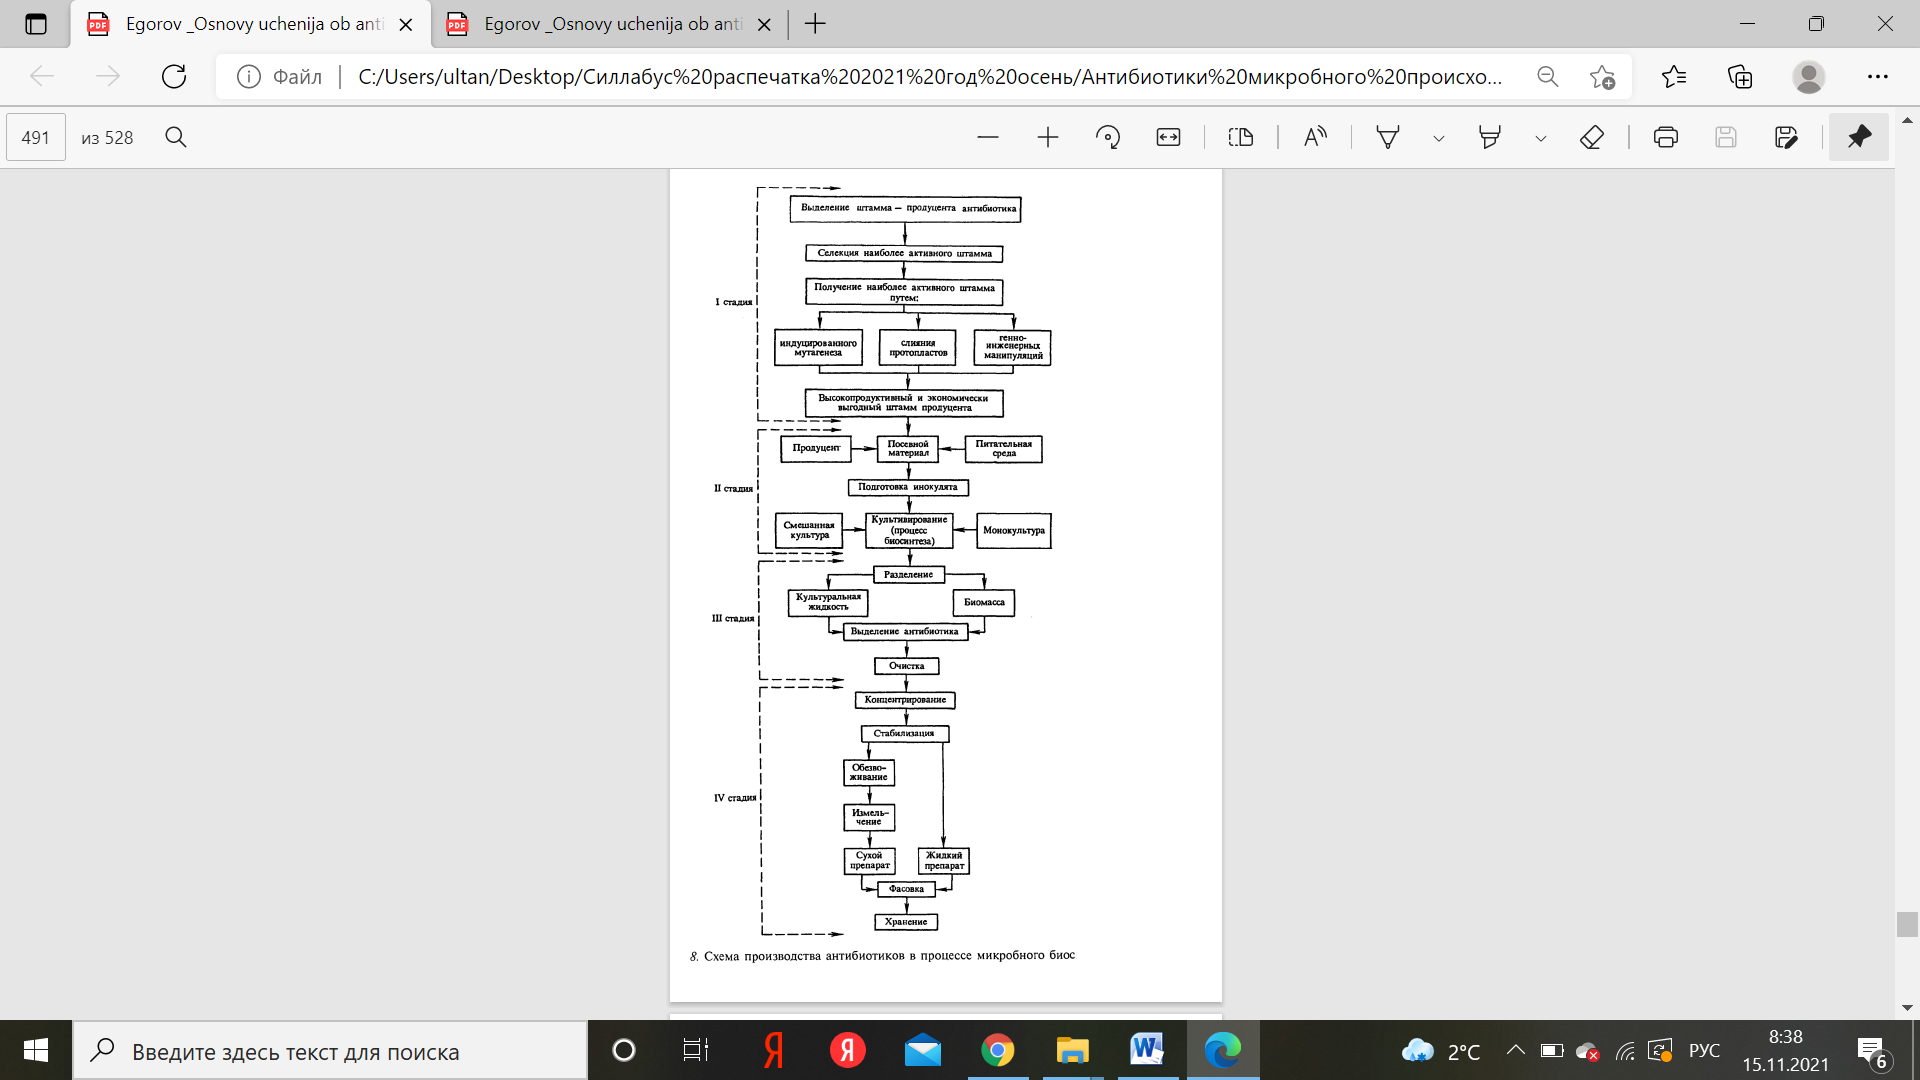 Egorov _Osnovy uchenija ob anti
Egorov _Osnovy uchenija ob anti
Файл
C:/Users/ultan/Desktop/Силлабус%20распечатка%202021%20год%20осень/Антибиотики%20микробного%20происхо...
491
из 528
Выделение штамма — продуцента антибиотика
Селекция наиболее активного штамма
Получение наиболее активного штамма
путем:
I стадия
индуцированного
мутагенеза
слияния
протопластов
генно-
инженерных
манипуляций
Высокопродуктивный и экономически
выгодный штамм продуцента
Продуцент
Посевной
материал
Питательная
среда
II стадия
Подготовка инокулята
Смешанная
культура
Культивирование
(процесс
биосинтеза)
Монокультура
Разделение
Культуральная
жидкость
Биомасса
III стадия
Выделение антибиотика
Очистка
Концентрирование
Стабилизация
Обезво-
живание
IV стадия
Измель-
чение
Сухой
препарат
Жидкий
препарат
Фасовка
Хранение
8. Схема производства антибиотиков в процессе микробного биос
Введите здесь текст для поиска
Я
Я
W
2°C
РУС
8:38
15.11.2021
6